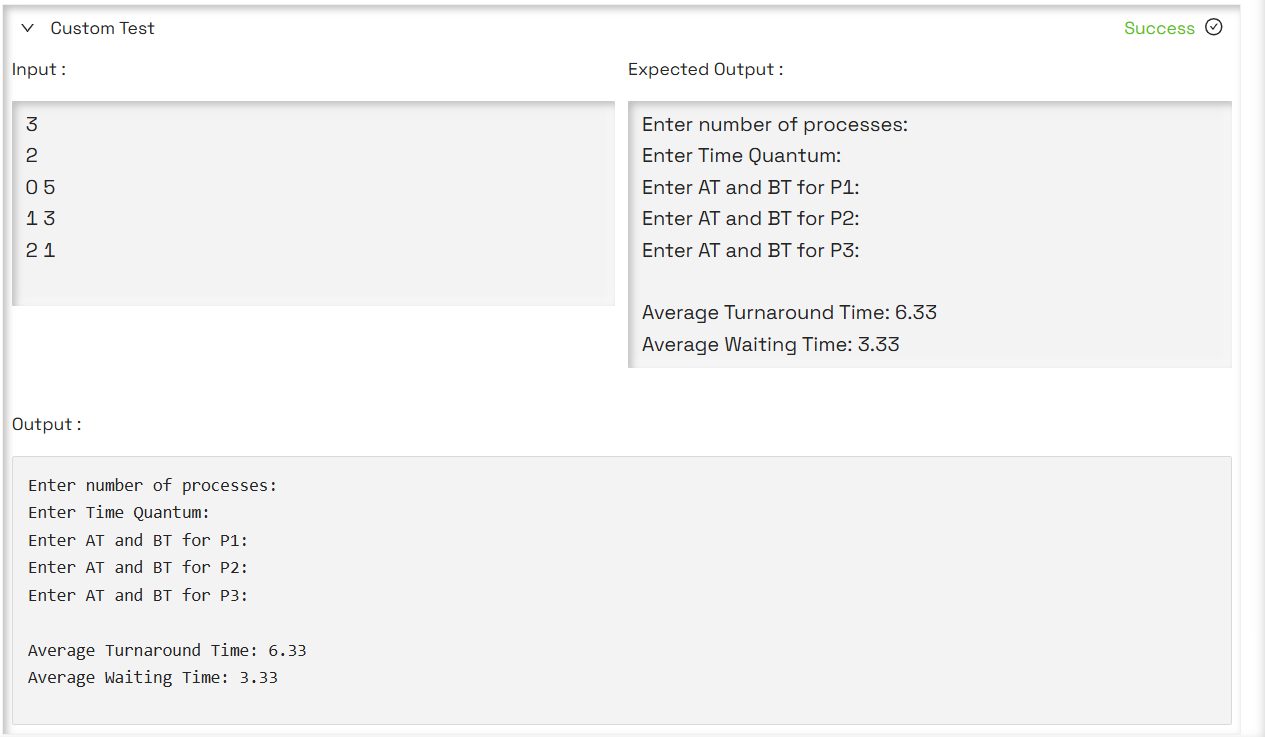 Custom Test
Success
Input :
Expected Output :
3
2
0 5
1 3
2 1
Enter number of processes:
Enter Time Quantum:
Enter AT and BT for P1:
Enter AT and BT for P2:
Enter AT and BT for P3:
Average Turnaround Time: 6.33
Average Waiting Time: 3.33
Output :
Enter number of processes:
Enter Time Quantum:
Enter AT and BT for P1:
Enter AT and BT for P2:
Enter AT and BT for P3:
Average Turnaround Time: 6.33
Average Waiting Time: 3.33